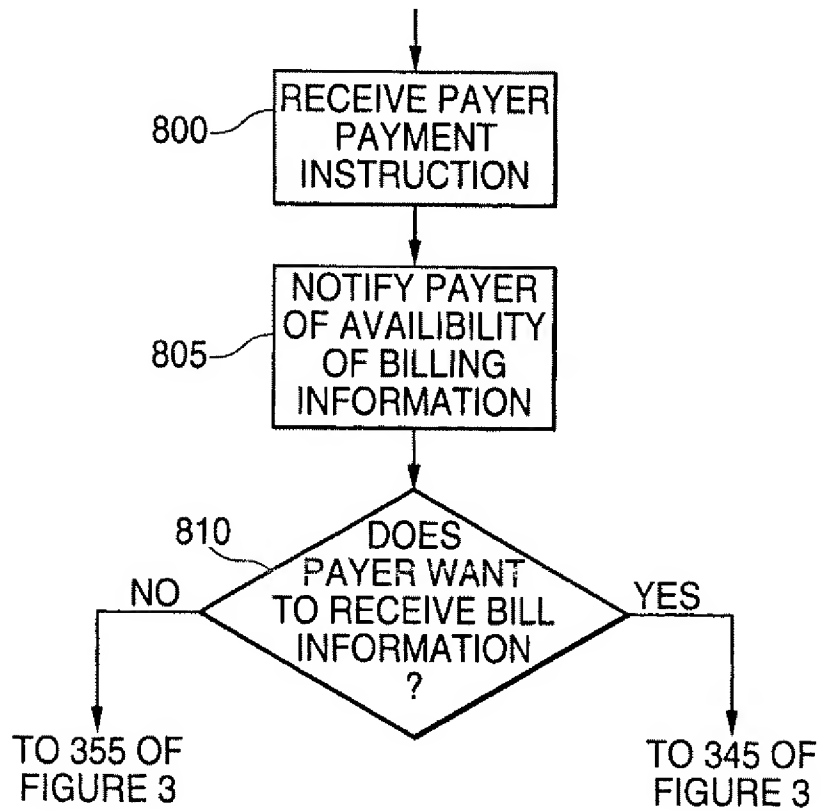 800
RECEIVE PAYER
PAYMENT
INSTRUCTION
805
NOTIFY PAYER
OF AVAILIBILITY
OF BILLING
INFORMATION
810
DOES
PAYER WANT
TO RECEIVE BILL
INFORMATION
?
NO
YES
TO 355 OF
FIGURE 3
TO 345 OF
FIGURE 3